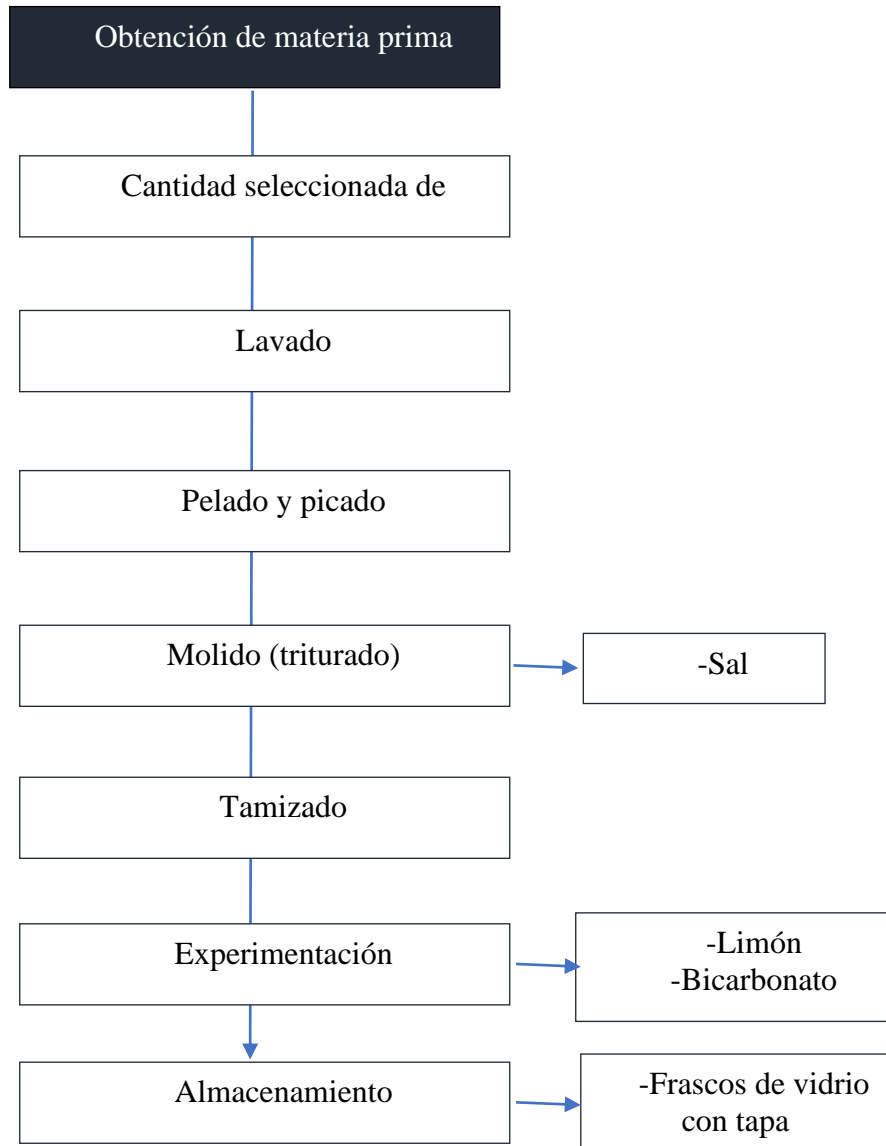 Obtención de materia prima
Cantidad seleccionada de
Lavado
Pelado y picado
Molido (triturado)
-Sal
Tamizado
Experimentación
-Limón
-Bicarbonato
Almacenamiento
-Frascos de vidrio
con tapa